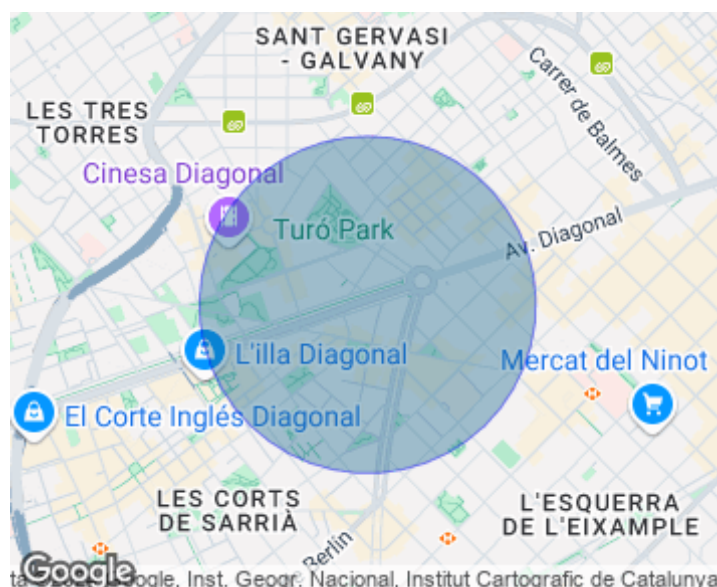 SANT GERVASI
- GALVANY
LES TRES
TORRES
Carrer de Balmes
Cinesa Diagonal
Turó Park
Av. Diagonal
L'illa Diagonal
Mercat del Ninot
El Corte Inglés Diagonal
LES CORTS
DE SARRIÀ
L'ESQUERRA
DE L'EIXAMPLE
Berlin
Google
Google, Inst. Geogr. Nacional, Institut Cartogràfic de Catalunya